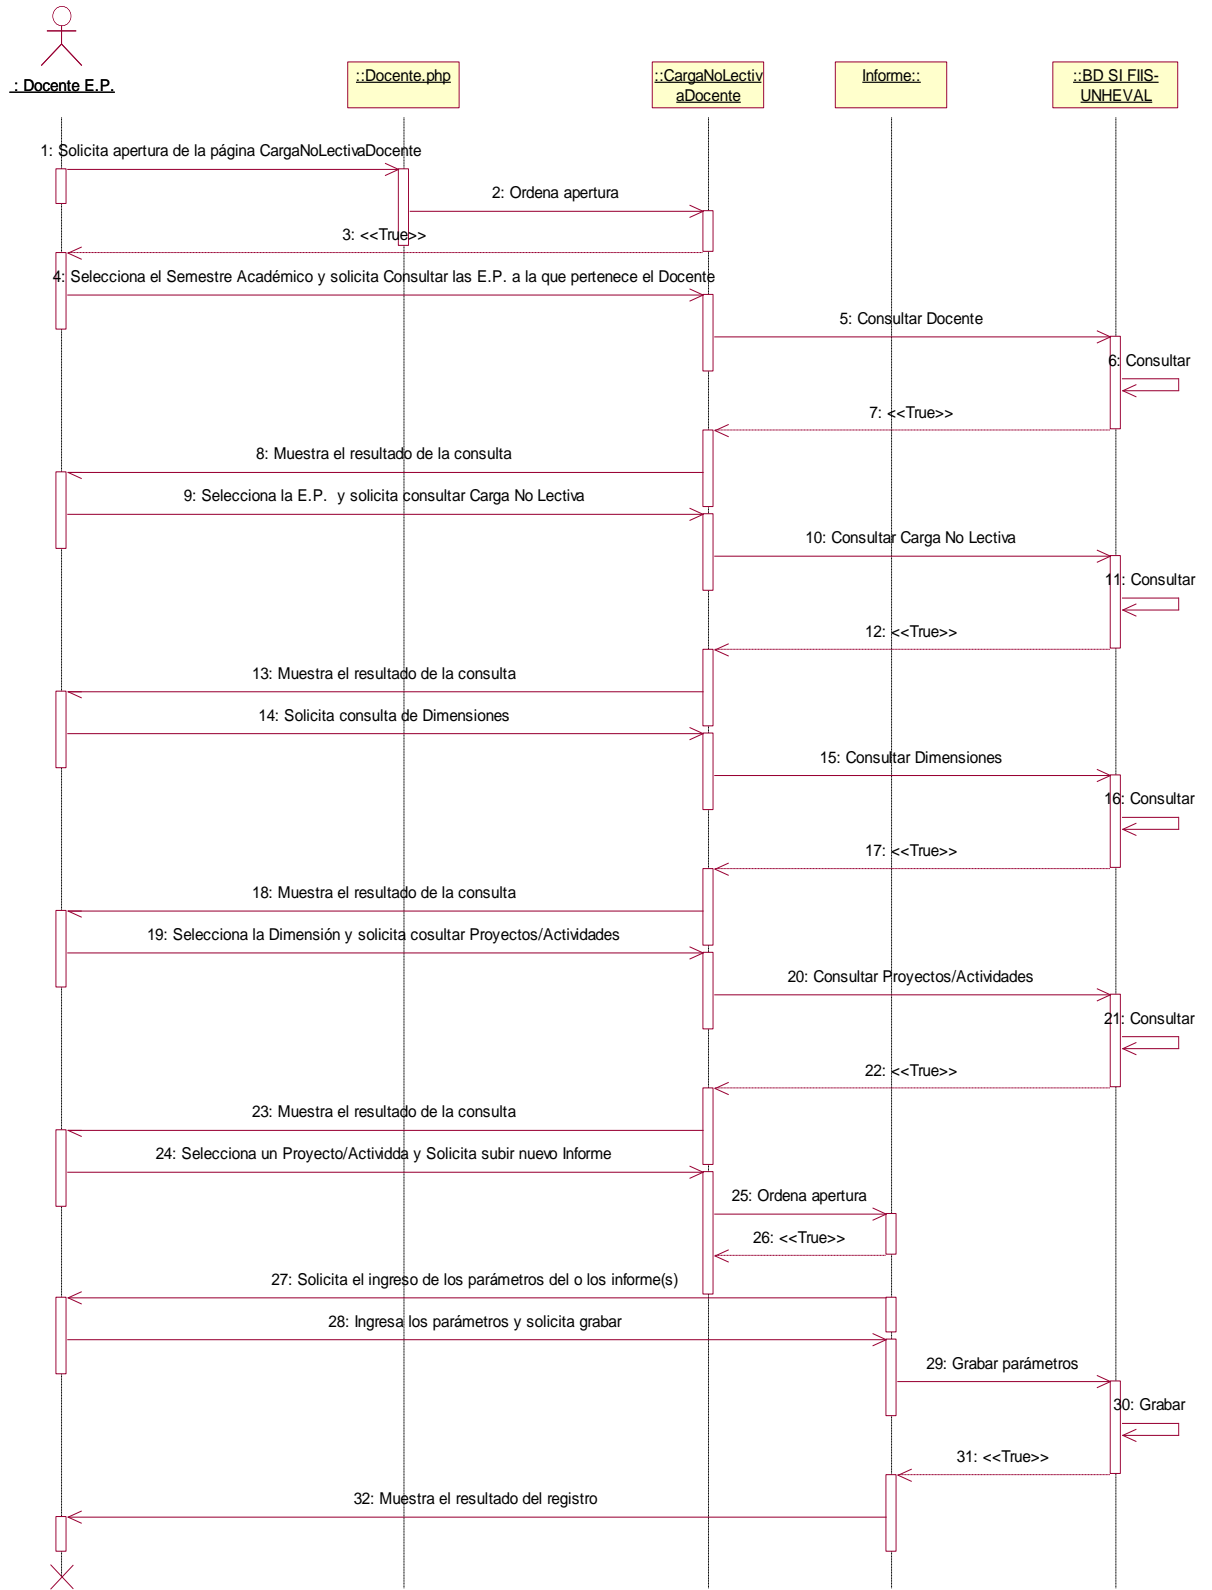 : Docente E.P.
::Docente.php
::CargaNoLectiv
aDocente
Informe::
::BD SI FIIS-
UNHEVAL
1: Solicita apertura de la página CargaNoLectivaDocente
2: Ordena apertura
3: <<True>>
4: Selecciona el Semestre Académico y solicita Consultar las E.P. a la que pertenece el Docente
5: Consultar Docente
6: Consultar
7: <<True>>
8: Muestra el resultado de la consulta
9: Selecciona la E.P.  y solicita consultar Carga No Lectiva
10: Consultar Carga No Lectiva
11: Consultar
12: <<True>>
13: Muestra el resultado de la consulta
14: Solicita consulta de Dimensiones
15: Consultar Dimensiones
16: Consultar
17: <<True>>
18: Muestra el resultado de la consulta
19: Selecciona la Dimensión y solicita cosultar Proyectos/Actividades
20: Consultar Proyectos/Actividades
21: Consultar
22: <<True>>
23: Muestra el resultado de la consulta
24: Selecciona un Proyecto/Actividda y Solicita subir nuevo Informe
25: Ordena apertura
26: <<True>>
27: Solicita el ingreso de los parámetros del o los informe(s)
28: Ingresa los parámetros y solicita grabar
29: Grabar parámetros
30: Grabar
31: <<True>>
32: Muestra el resultado del registro